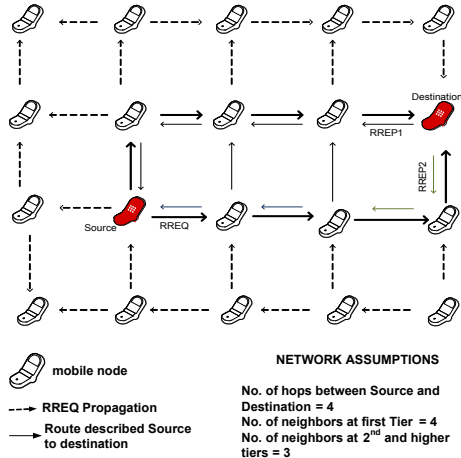 Destination
RREP1
RREP2
Source
RREQ
mobile node
RREQ Propagation
Route described Source
to destination
NETWORK ASSUMPTIONS
No. of hops between Source and
Destination = 4
No. of neighbors at first Tier = 4
No. of neighbors at 2nd and higher
tiers = 3